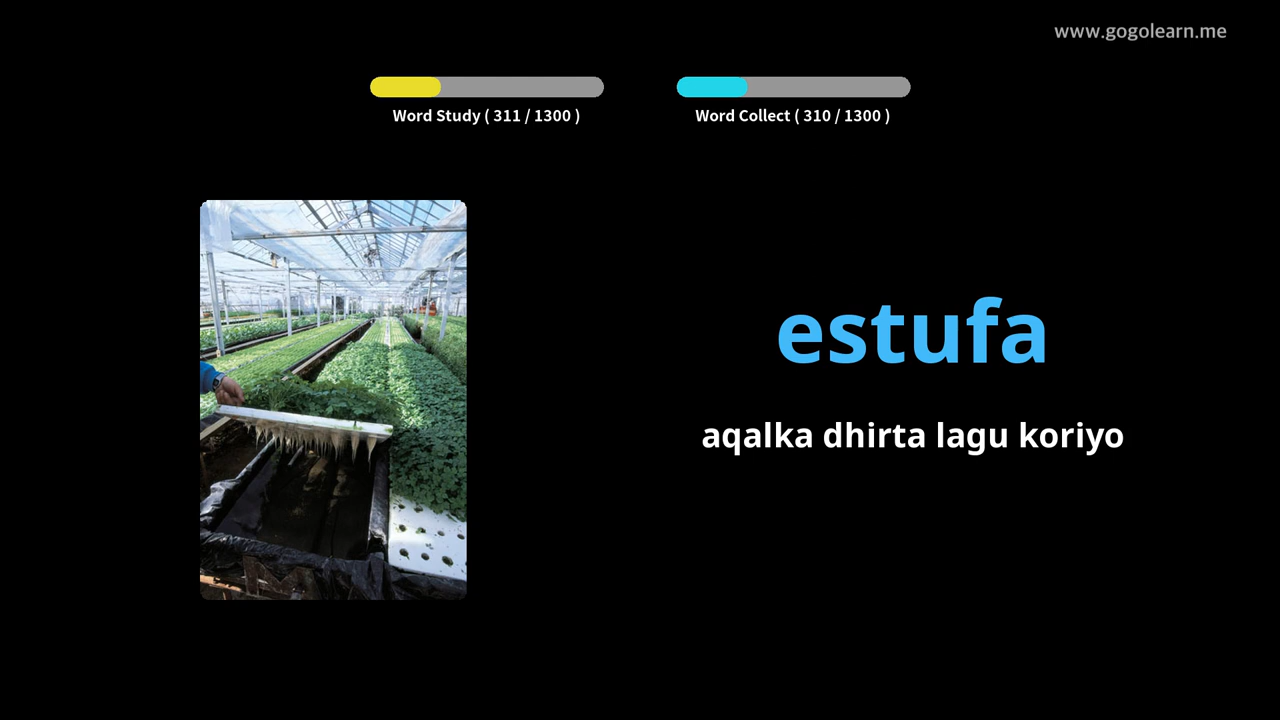 www.gogolearn.me
Word Study ( 311 / 1300 )
Word Collect ( 310 / 1300 )
estufa
aqalka dhirta lagu koriyo